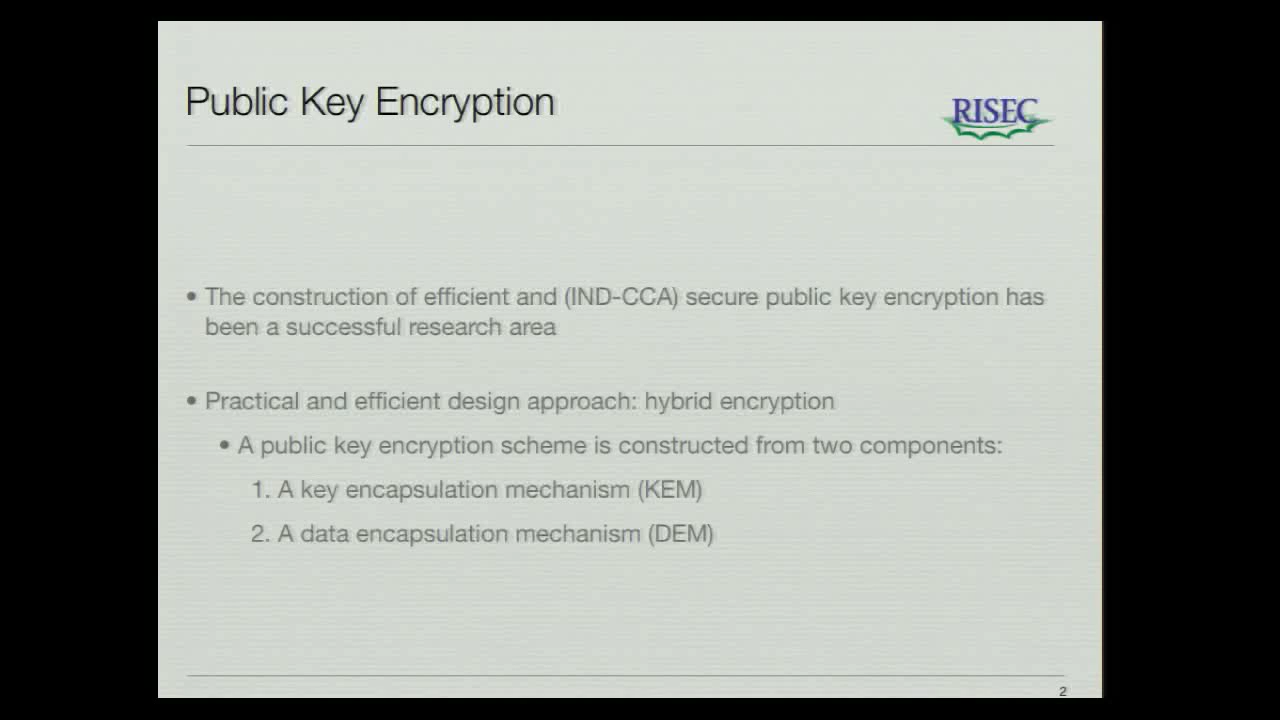 Public Key Encryption
RISEC
• The construction of efficient and (IND-CCA) secure public key encryption has
been a successful research area
• Practical and efficient design approach: hybrid encryption
• A public key encryption scheme is constructed from two components:
1. A key encapsulation mechanism (KEM)
2. A data encapsulation mechanism (DEM)
2